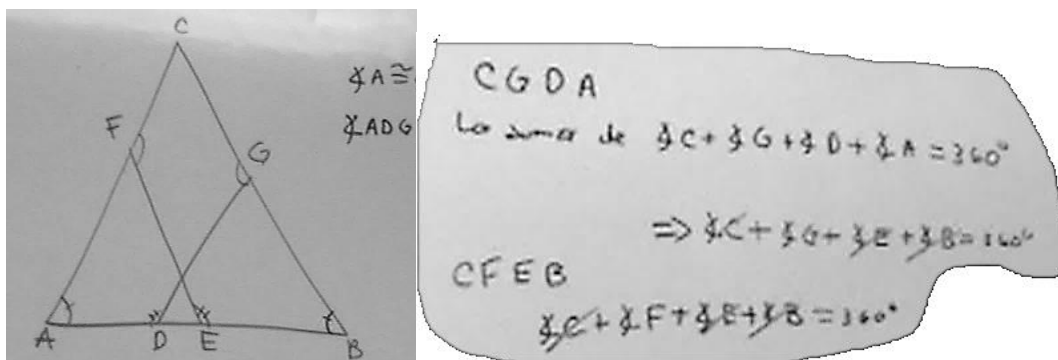 C
F
G
A
D
E
B
∡A≅
∡ADG
CGDA
La suma de ∡C+∡G+∡D+∡A=360°
=> ∡C+∡G+∡E+∡B=360°
CFEB
∡C+∡F+∡E+∡B=360°